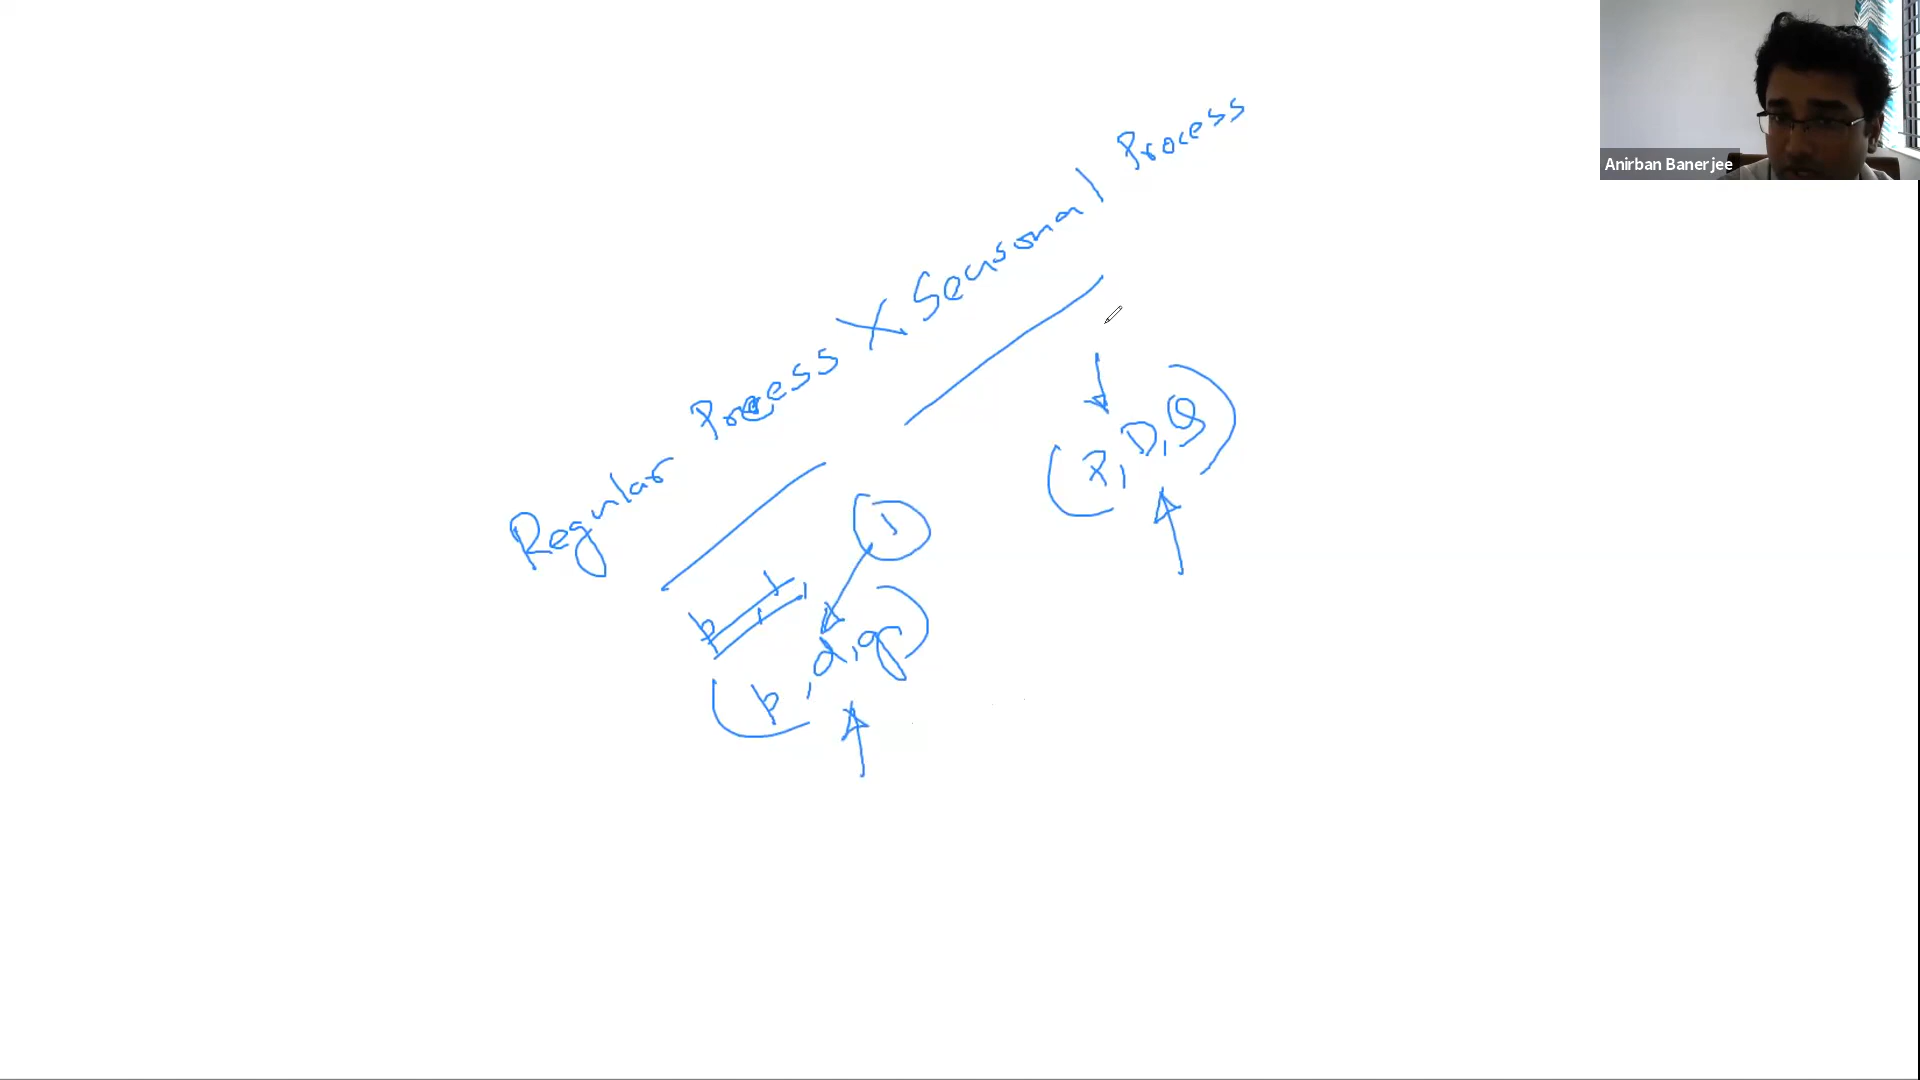 Anirban Banerjee
Regular Process X Seasonal Process
(P, D, Q)
1
p
(p, d, q)